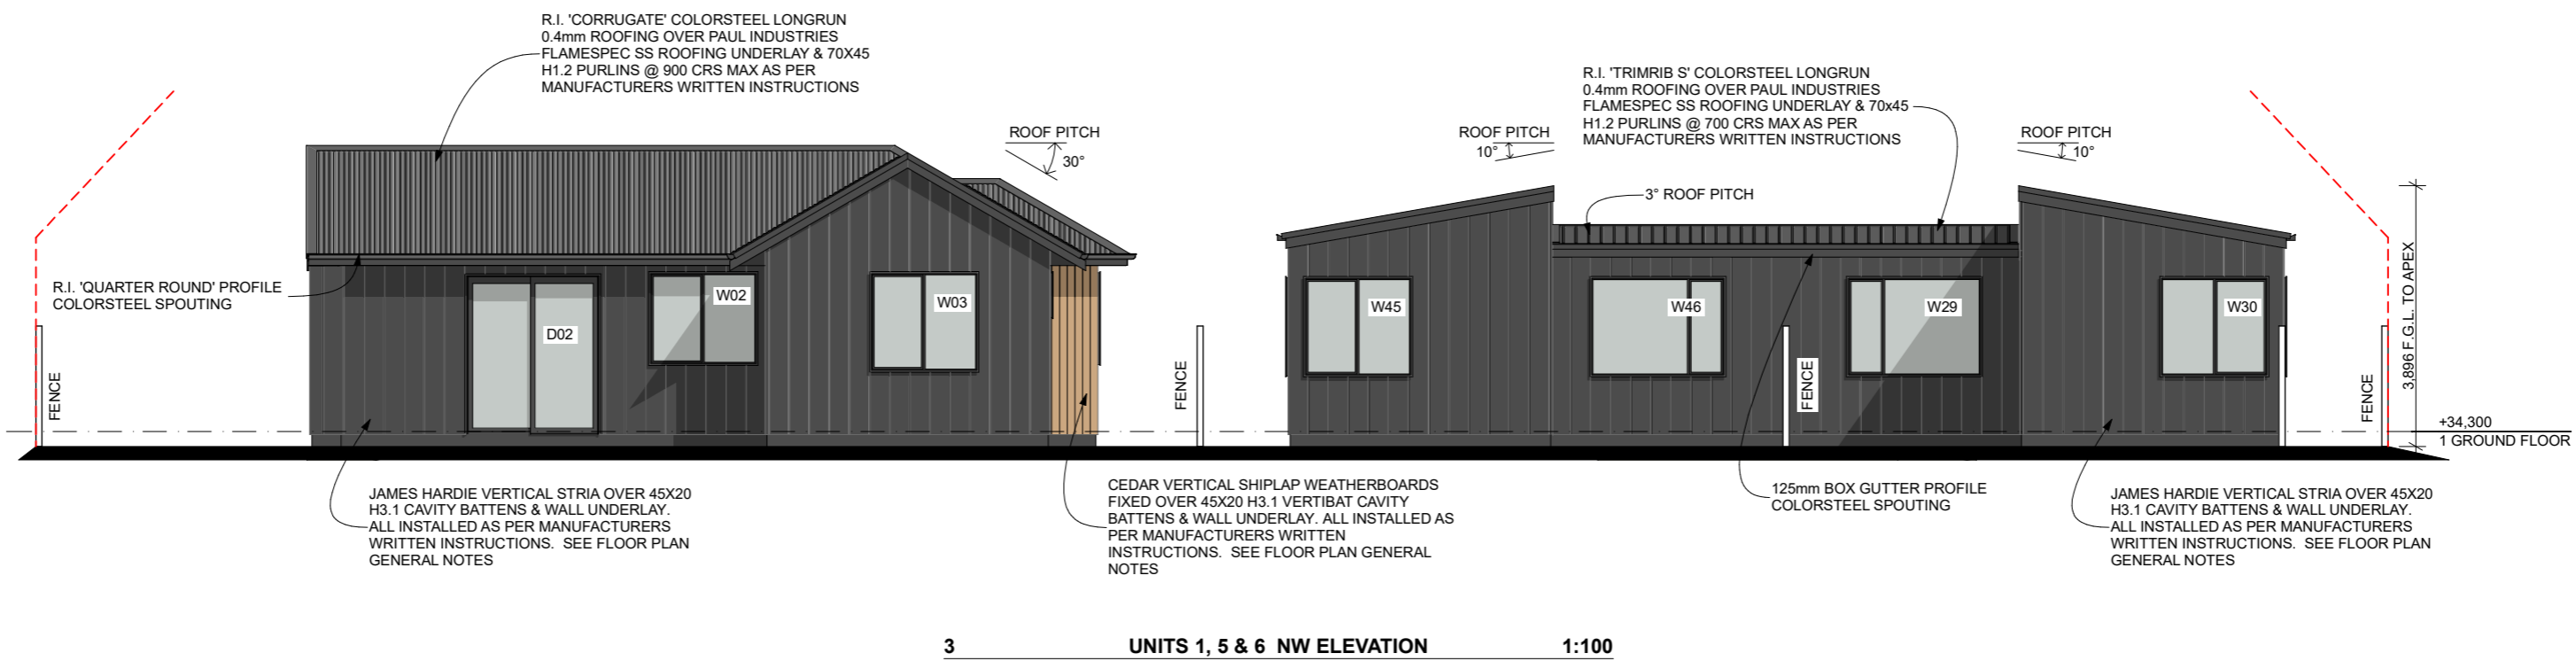 R.I. 'CORRUGATE' COLORSTEEL LONGRUN
0.4mm ROOFING OVER PAUL INDUSTRIES
FLAMESPEC SS ROOFING UNDERLAY & 70X45
H1.2 PURLINS @ 900 CRS MAX AS PER
MANUFACTURERS WRITTEN INSTRUCTIONS
R.I. 'TRIMRIB S' COLORSTEEL LONGRUN
0.4mm ROOFING OVER PAUL INDUSTRIES
FLAMESPEC SS ROOFING UNDERLAY & 70x45
H1.2 PURLINS @ 700 CRS MAX AS PER
MANUFACTURERS WRITTEN INSTRUCTIONS
ROOF PITCH
30°
ROOF PITCH
10°
ROOF PITCH
10°
3° ROOF PITCH
R.I. 'QUARTER ROUND' PROFILE
COLORSTEEL SPOUTING
D02
W02
W03
W45
W46
W29
W30
FENCE
FENCE
FENCE
FENCE
3,896 F.G.L. TO APEX
+34,300
1 GROUND FLOOR
JAMES HARDIE VERTICAL STRIA OVER 45X20
H3.1 CAVITY BATTENS & WALL UNDERLAY.
ALL INSTALLED AS PER MANUFACTURERS
WRITTEN INSTRUCTIONS.  SEE FLOOR PLAN
GENERAL NOTES
CEDAR VERTICAL SHIPLAP WEATHERBOARDS
FIXED OVER 45X20 H3.1 VERTIBAT CAVITY
BATTENS & WALL UNDERLAY. ALL INSTALLED AS
PER MANUFACTURERS WRITTEN
INSTRUCTIONS.  SEE FLOOR PLAN GENERAL
NOTES
125mm BOX GUTTER PROFILE
COLORSTEEL SPOUTING
JAMES HARDIE VERTICAL STRIA OVER 45X20
H3.1 CAVITY BATTENS & WALL UNDERLAY.
ALL INSTALLED AS PER MANUFACTURERS
WRITTEN INSTRUCTIONS.  SEE FLOOR PLAN
GENERAL NOTES
3 UNITS 1, 5 & 6  NW ELEVATION 1:100